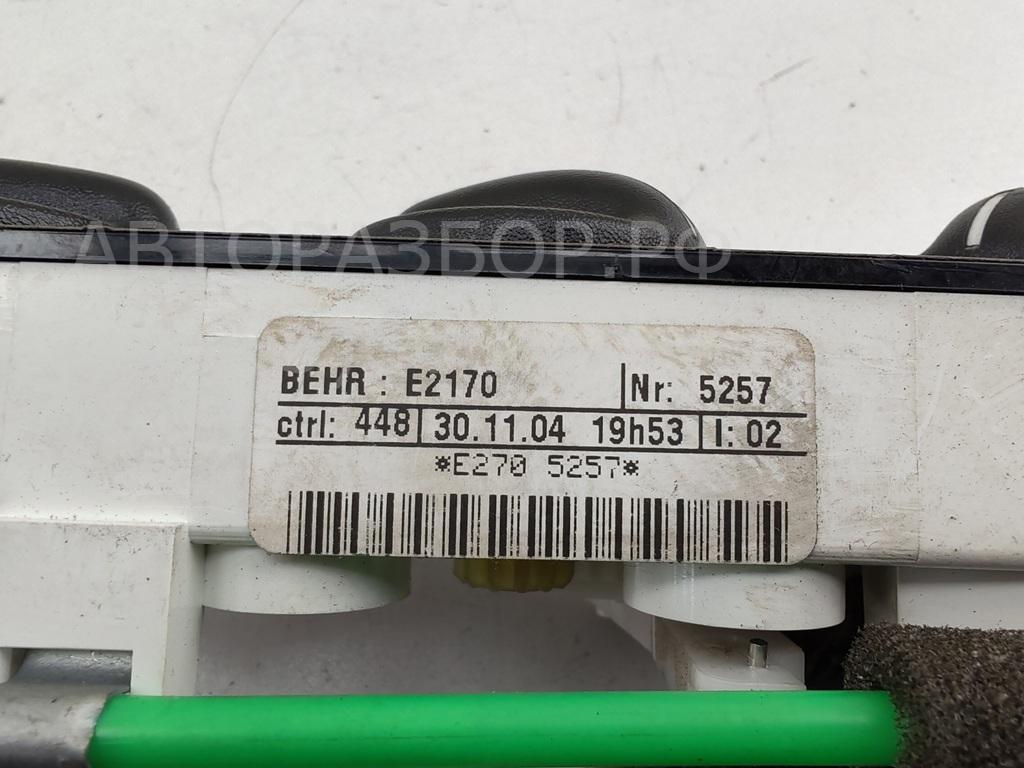 АВТОРАЗБОР.РФ
BEHR : E2170 Nr: 5257
ctrl: 448 30.11.04 19h53 I: 02
*E270 5257*